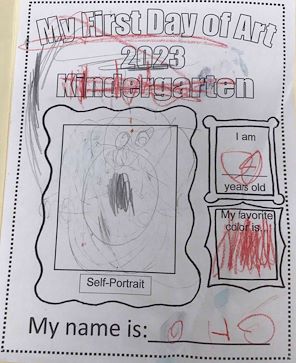 My First Day of Art
2023
Kindergarten
I am
years old
My favorite
color is...
Self-Portrait
My name is: